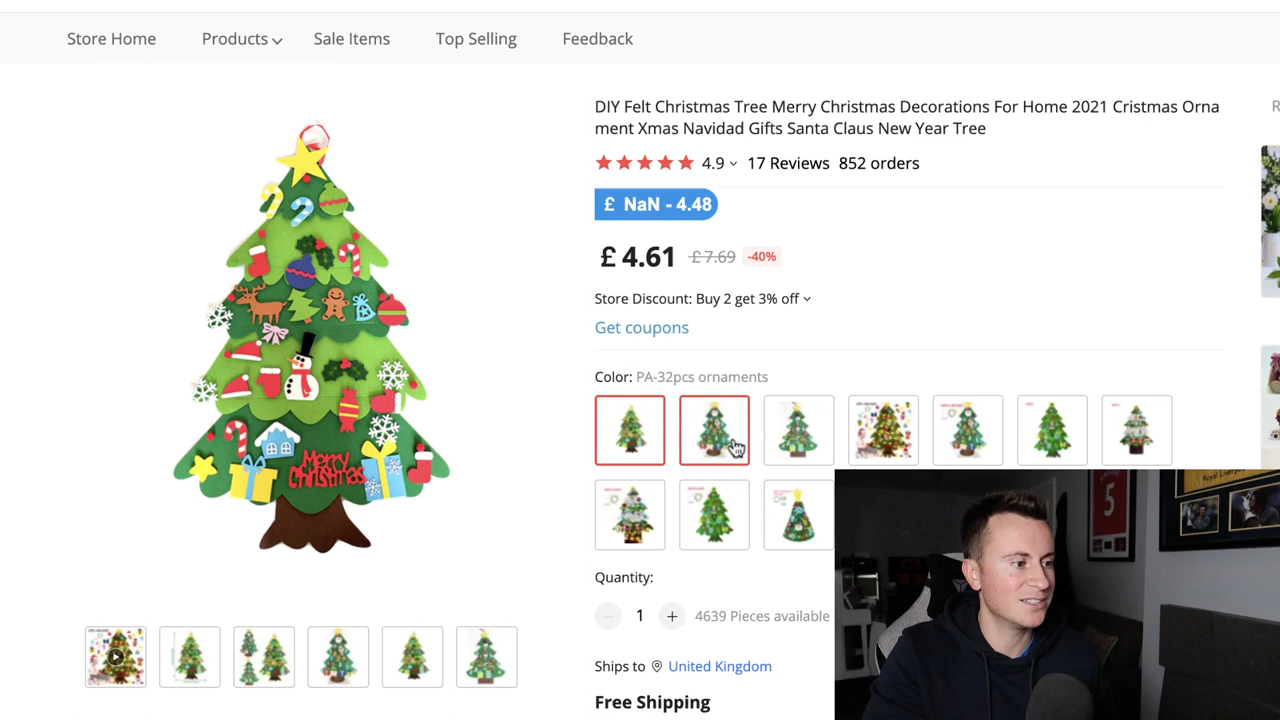 Store Home
Products
Sale Items
Top Selling
Feedback
DIY Felt Christmas Tree Merry Christmas Decorations For Home 2021 Cristmas Orna
ment Xmas Navidad Gifts Santa Claus New Year Tree
4.9
17 Reviews
852 orders
£ NaN - 4.48
£ 4.61
£ 7.69
-40%
Store Discount: Buy 2 get 3% off
Get coupons
Color: PA-32pcs ornaments
Merry
Christmas
Quantity:
1
4639 Pieces available
Ships to
United Kingdom
Free Shipping
R
5